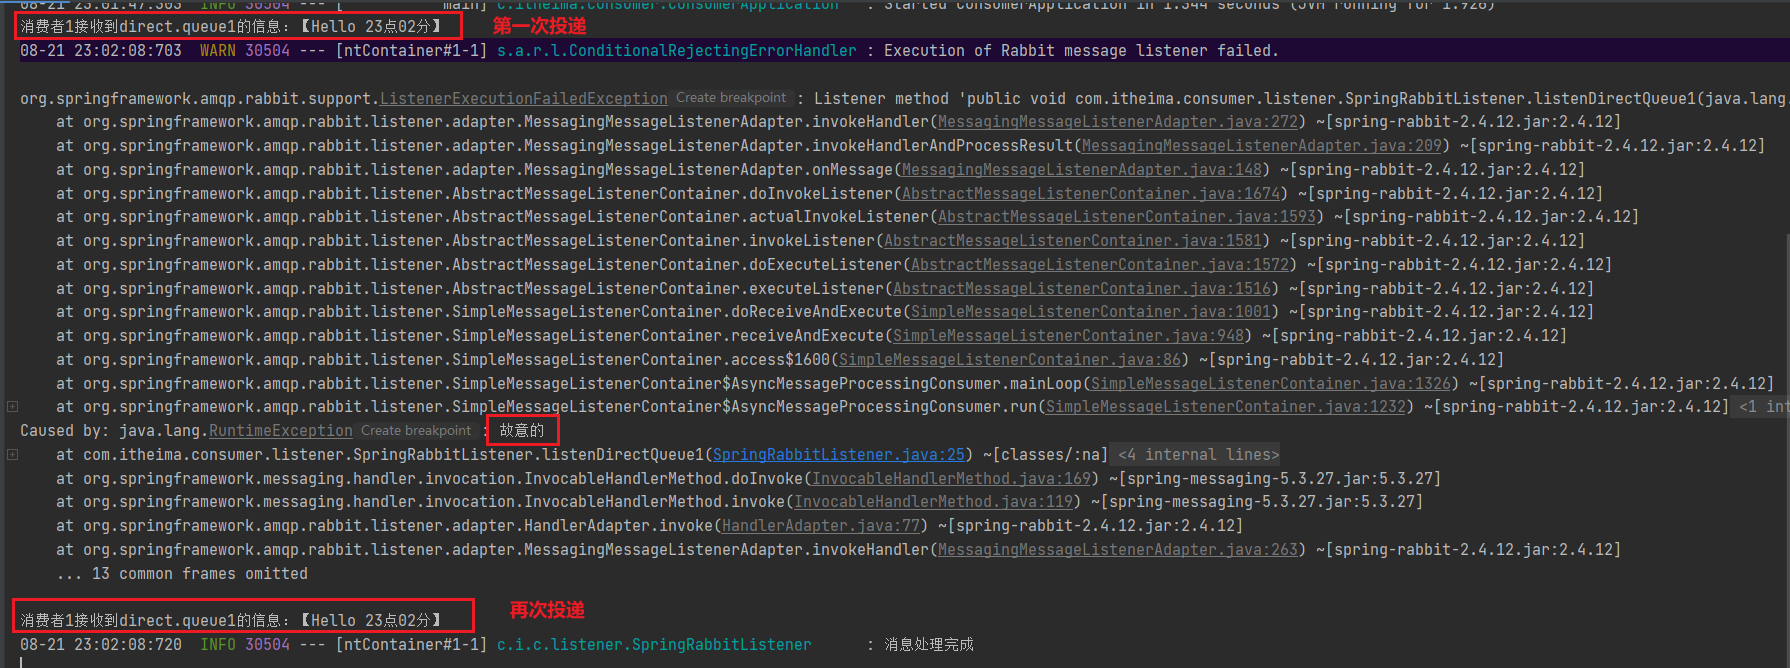 08-21 23:01:47:503  INFO 30504 --- [           main] c.itheima.consumer.ConsumerApplication   : Started ConsumerApplication in 1.344 seconds (JVM running for 1.926)
消费者1接收到direct.queue1的信息:【Hello 23点02分】 第一次投递
08-21 23:02:08:703  WARN 30504 --- [ntContainer#1-1] s.a.r.l.ConditionalRejectingErrorHandler : Execution of Rabbit message listener failed.
org.springframework.amqp.rabbit.support.ListenerExecutionFailedException Create breakpoint : Listener method 'public void com.itheima.consumer.listener.SpringRabbitListener.listenDirectQueue1(java.lang.
at org.springframework.amqp.rabbit.listener.adapter.MessagingMessageListenerAdapter.invokeHandler(MessagingMessageListenerAdapter.java:272) ~[spring-rabbit-2.4.12.jar:2.4.12]
at org.springframework.amqp.rabbit.listener.adapter.MessagingMessageListenerAdapter.invokeHandlerAndProcessResult(MessagingMessageListenerAdapter.java:209) ~[spring-rabbit-2.4.12.jar:2.4.12]
at org.springframework.amqp.rabbit.listener.adapter.MessagingMessageListenerAdapter.onMessage(MessagingMessageListenerAdapter.java:148) ~[spring-rabbit-2.4.12.jar:2.4.12]
at org.springframework.amqp.rabbit.listener.AbstractMessageListenerContainer.doInvokeListener(AbstractMessageListenerContainer.java:1674) ~[spring-rabbit-2.4.12.jar:2.4.12]
at org.springframework.amqp.rabbit.listener.AbstractMessageListenerContainer.actualInvokeListener(AbstractMessageListenerContainer.java:1593) ~[spring-rabbit-2.4.12.jar:2.4.12]
at org.springframework.amqp.rabbit.listener.AbstractMessageListenerContainer.invokeListener(AbstractMessageListenerContainer.java:1581) ~[spring-rabbit-2.4.12.jar:2.4.12]
at org.springframework.amqp.rabbit.listener.AbstractMessageListenerContainer.doExecuteListener(AbstractMessageListenerContainer.java:1572) ~[spring-rabbit-2.4.12.jar:2.4.12]
at org.springframework.amqp.rabbit.listener.AbstractMessageListenerContainer.executeListener(AbstractMessageListenerContainer.java:1516) ~[spring-rabbit-2.4.12.jar:2.4.12]
at org.springframework.amqp.rabbit.listener.SimpleMessageListenerContainer.doReceiveAndExecute(SimpleMessageListenerContainer.java:1001) ~[spring-rabbit-2.4.12.jar:2.4.12]
at org.springframework.amqp.rabbit.listener.SimpleMessageListenerContainer.receiveAndExecute(SimpleMessageListenerContainer.java:948) ~[spring-rabbit-2.4.12.jar:2.4.12]
at org.springframework.amqp.rabbit.listener.SimpleMessageListenerContainer.access$1600(SimpleMessageListenerContainer.java:86) ~[spring-rabbit-2.4.12.jar:2.4.12]
at org.springframework.amqp.rabbit.listener.SimpleMessageListenerContainer$AsyncMessageProcessingConsumer.mainLoop(SimpleMessageListenerContainer.java:1326) ~[spring-rabbit-2.4.12.jar:2.4.12]
at org.springframework.amqp.rabbit.listener.SimpleMessageListenerContainer$AsyncMessageProcessingConsumer.run(SimpleMessageListenerContainer.java:1232) ~[spring-rabbit-2.4.12.jar:2.4.12] <1 int
Caused by: java.lang.RuntimeException Create breakpoint : 故意的
at com.itheima.consumer.listener.SpringRabbitListener.listenDirectQueue1(SpringRabbitListener.java:25) ~[classes/:na] <4 internal lines>
at org.springframework.messaging.handler.invocation.InvocableHandlerMethod.doInvoke(InvocableHandlerMethod.java:169) ~[spring-messaging-5.3.27.jar:5.3.27]
at org.springframework.messaging.handler.invocation.InvocableHandlerMethod.invoke(InvocableHandlerMethod.java:119) ~[spring-messaging-5.3.27.jar:5.3.27]
at org.springframework.amqp.rabbit.listener.adapter.HandlerAdapter.invoke(HandlerAdapter.java:77) ~[spring-rabbit-2.4.12.jar:2.4.12]
at org.springframework.amqp.rabbit.listener.adapter.MessagingMessageListenerAdapter.invokeHandler(MessagingMessageListenerAdapter.java:263) ~[spring-rabbit-2.4.12.jar:2.4.12]
... 13 common frames omitted
消费者1接收到direct.queue1的信息:【Hello 23点02分】 再次投递
08-21 23:02:08:720  INFO 30504 --- [ntContainer#1-1] c.i.c.listener.SpringRabbitListener      : 消息处理完成